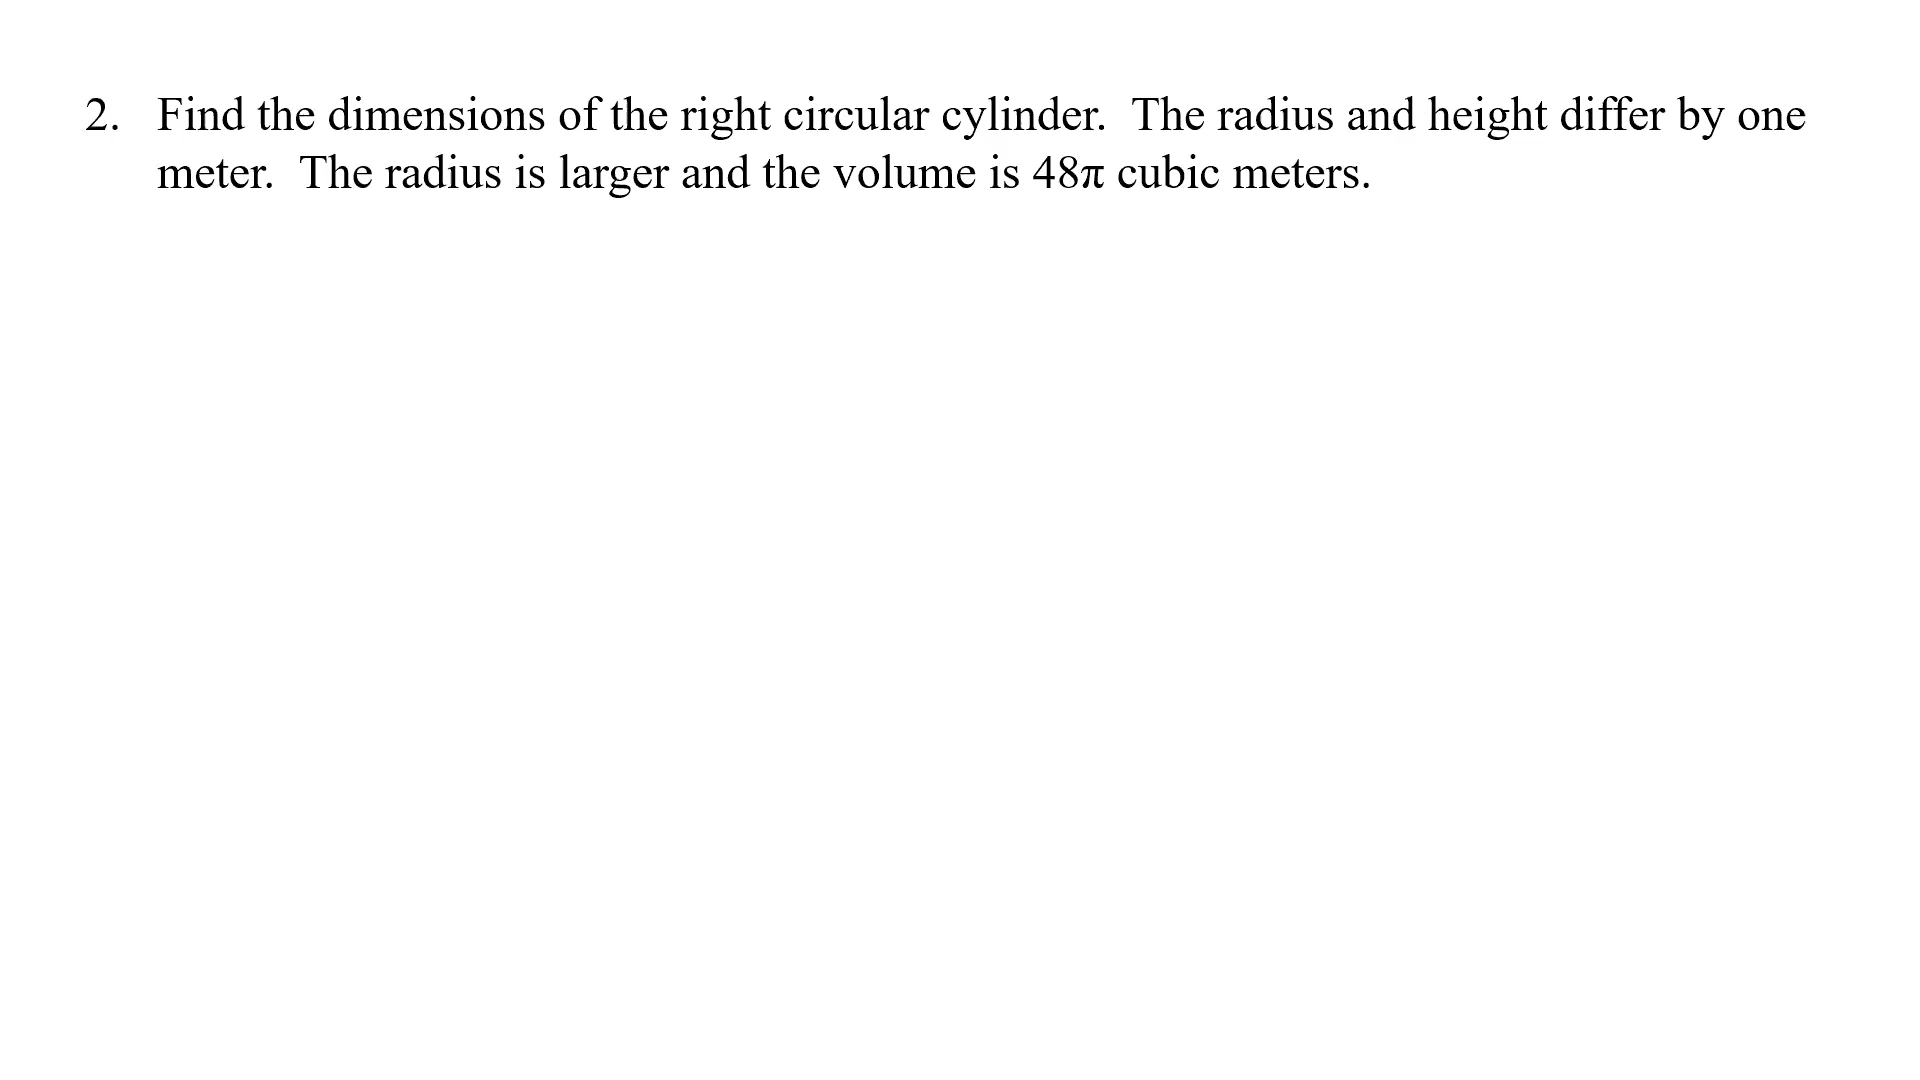 2. Find the dimensions of the right circular cylinder. The radius and height differ by one
meter. The radius is larger and the volume is 48π cubic meters.